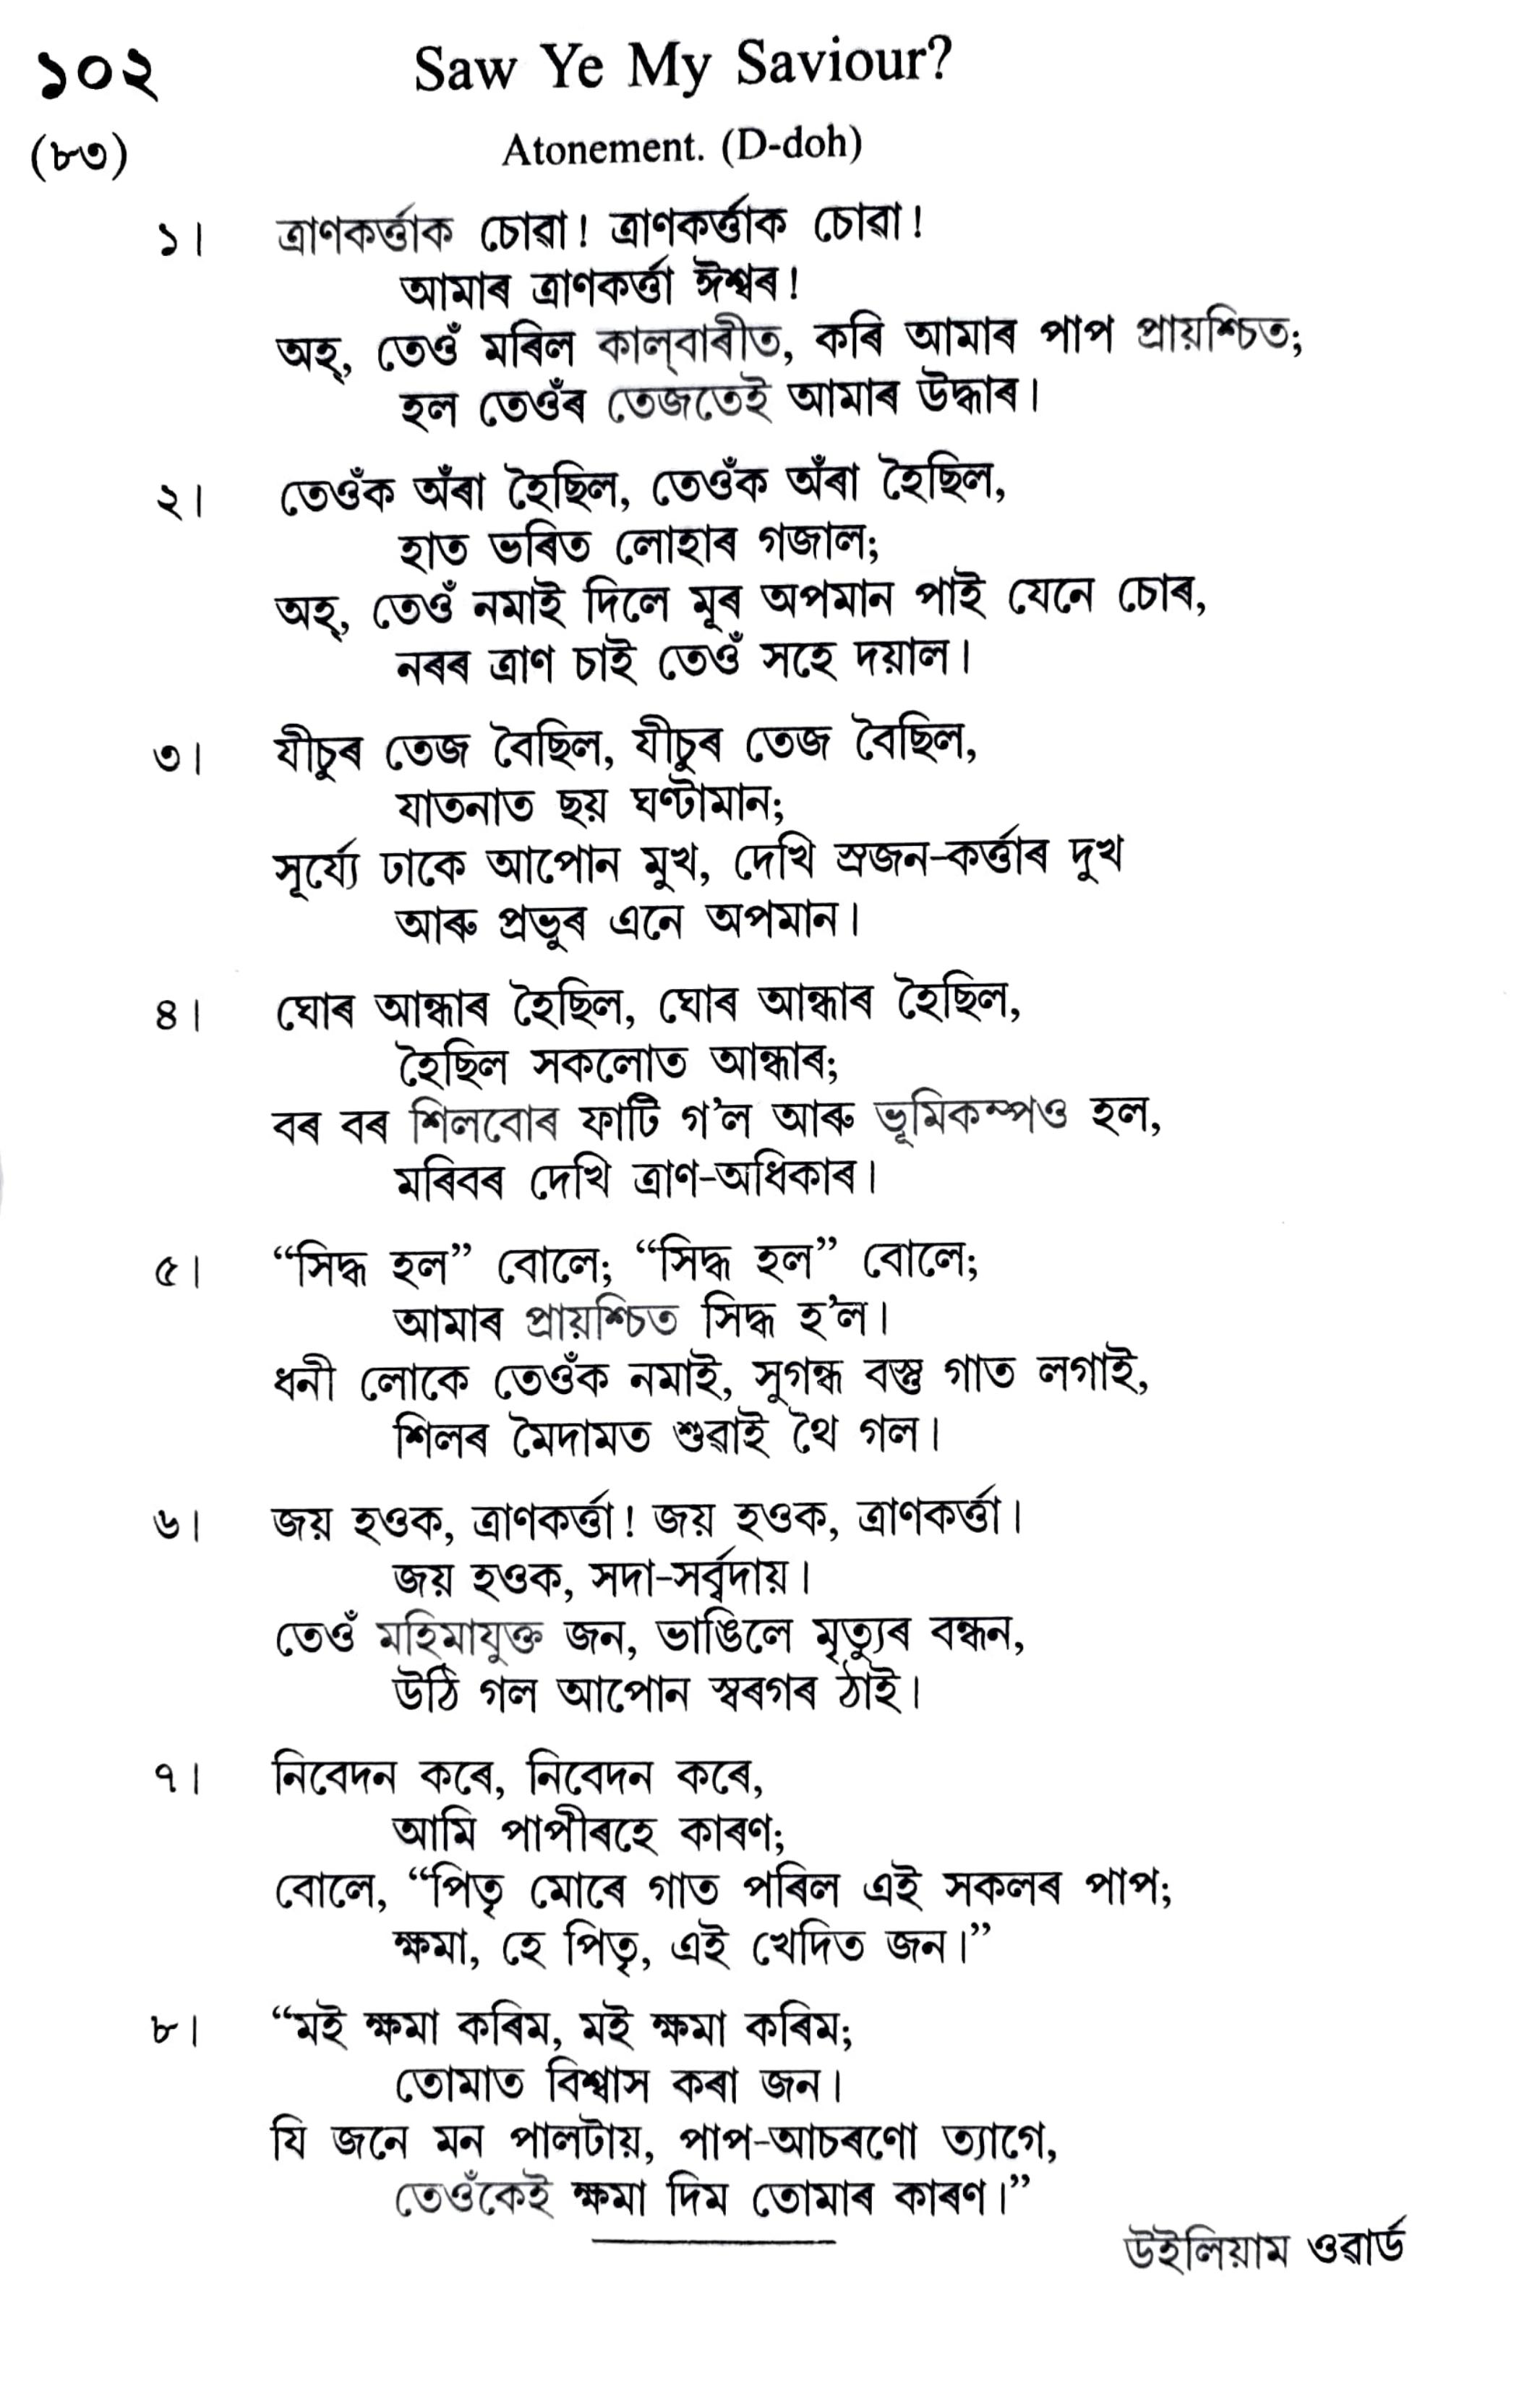 ১০২ Saw Ye My Saviour?
(৮৩) Atonement. (D-doh)
১। ত্ৰাণকৰ্ত্তাক চোৱা! ত্ৰাণকৰ্ত্তাক চোৱা!
আমাৰ ত্ৰাণকৰ্ত্তা ঈশ্বৰ!
অহ্, তেওঁ মৰিল কাল্‌বাৰীত, কৰি আমাৰ পাপ প্ৰায়শ্চিত;
হল তেওঁৰ তেজতেই আমাৰ উদ্ধাৰ।
২। তেওঁক অঁৰা হৈছিল, তেওঁক অঁৰা হৈছিল,
হাত ভৰিত লোহাৰ গজাল;
অহ্, তেওঁ নমাই দিলে মূৰ অপমান পাই যেনে চোৰ,
নৰৰ ত্ৰাণ চাই তেওঁ সহে দয়াল।
৩। যীচুৰ তেজ বৈছিল, যীচুৰ তেজ বৈছিল,
যাতনাত ছয় ঘণ্টামান;
সূৰ্য্যে ঢাকে আপোন মুখ, দেখি স্ৰজন-কৰ্ত্তাৰ দুখ
আৰু প্ৰভুৰ এনে অপমান।
৪। ঘোৰ আন্ধাৰ হৈছিল, ঘোৰ আন্ধাৰ হৈছিল,
হৈছিল সকলোত আন্ধাৰ;
বৰ বৰ শিলবোৰ ফাটি গ’ল আৰু ভূমিকম্পও হল,
মৰিবৰ দেখি ত্ৰাণ-অধিকাৰ।
৫। “সিদ্ধ হল” বোলে; “সিদ্ধ হল” বোলে;
আমাৰ প্ৰায়শ্চিত সিদ্ধ হ’ল।
ধনী লোকে তেওঁক নমাই, সুগন্ধ বস্তু গাত লগাই,
শিলৰ মৈদামত শুৱাই থৈ গল।
৬। জয় হওক, ত্ৰাণকৰ্ত্তা! জয় হওক, ত্ৰাণকৰ্ত্তা।
জয় হওক, সদা-সৰ্ব্বদায়।
তেওঁ মহিমাযুক্ত জন, ভাঙিলে মৃত্যুৰ বন্ধন,
উঠি গল আপোন স্বৰগৰ ঠাই।
৭। নিবেদন কৰে, নিবেদন কৰে,
আমি পাপীৰহে কাৰণ;
বোলে, “পিতৃ মোৰে গাত পৰিল এই সকলৰ পাপ;
ক্ষমা, হে পিতৃ, এই খেদিত জন।”
৮। “মই ক্ষমা কৰিম, মই ক্ষমা কৰিম;
তোমাত বিশ্বাস কৰা জন।
যি জনে মন পালটায়, পাপ-আচৰণো ত্যাগে,
তেওঁকেই ক্ষমা দিম তোমাৰ কাৰণ।”
উইলিয়াম ওৱাৰ্ড